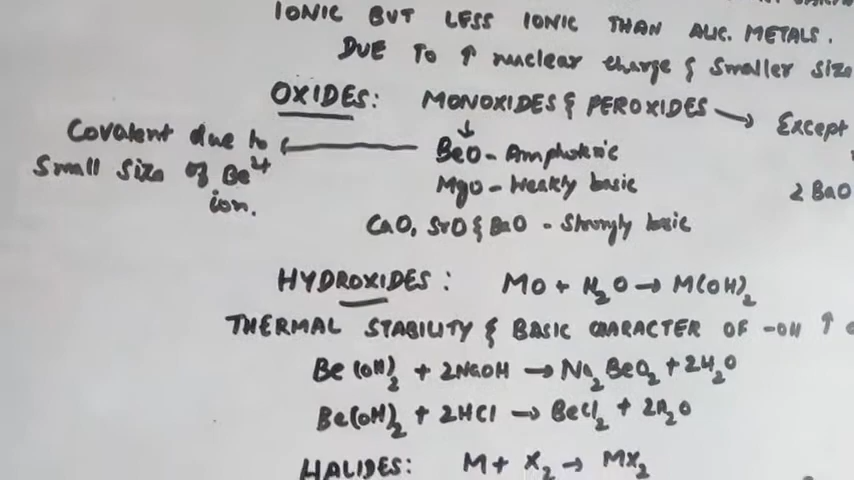 IONIC BUT LESS IONIC THAN ALK. METALS.
DUE TO ↑ nuclear charge & smaller size
OXIDES: MONOXIDES & PEROXIDES → Except
Covalent due to small size of Be²⁺ ion.
BeO - Amphoteric
MgO - Weakly basic
2 BaO
CaO, SrO & BaO - Strongly basic
HYDROXIDES: MO + H₂O → M(OH)₂
THERMAL STABILITY & BASIC CHARACTER OF -OH ↑
Be(OH)₂ + 2NaOH → Na₂BeO₂ + 2H₂O
Be(OH)₂ + 2HCl → BeCl₂ + 2H₂O
HALIDES: M + X₂ → MX₂